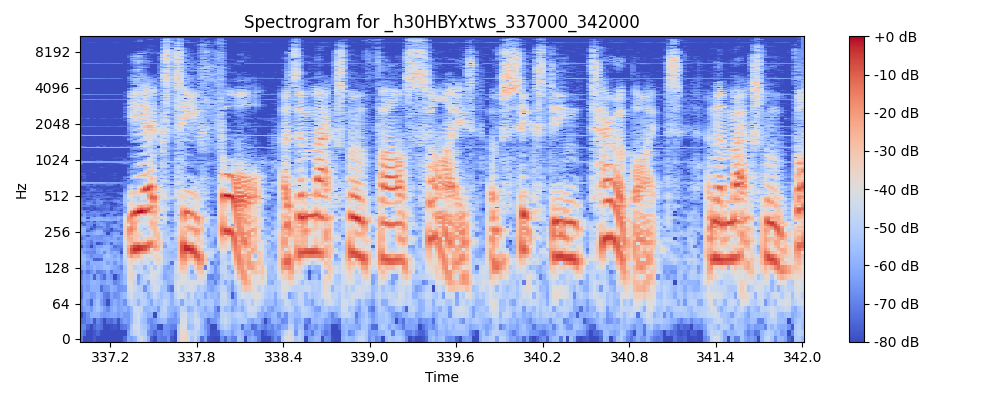 Spectrogram for _h30HBYxtws_337000_342000
Hz
8192
4096
2048
1024
512
256
128
64
0
337.2 337.8 338.4 339.0 339.6 340.2 340.8 341.4 342.0
Time
+0 dB
-10 dB
-20 dB
-30 dB
-40 dB
-50 dB
-60 dB
-70 dB
-80 dB